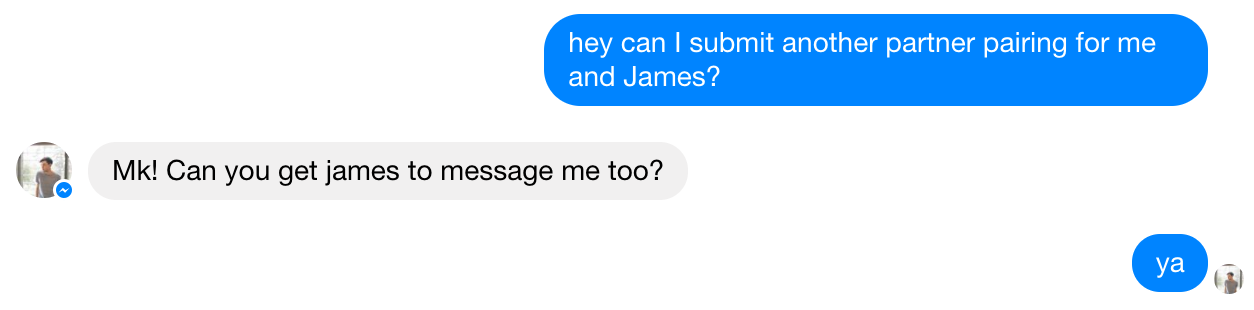 hey can I submit another partner pairing for me
and James?
Mk! Can you get james to message me too?
ya